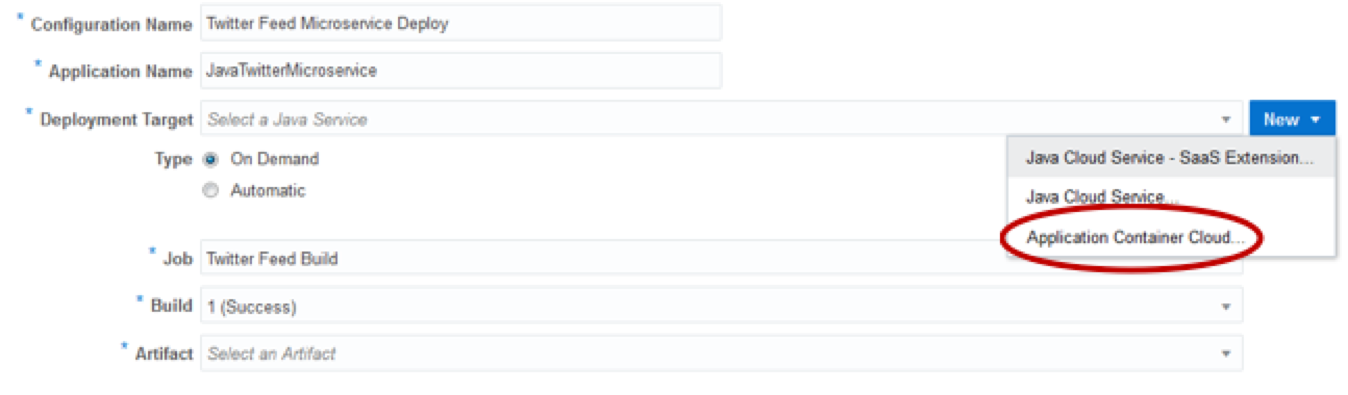 * Configuration Name Twitter Feed Microservice Deploy
* Application Name JavaTwitterMicroservice
* Deployment Target Select a Java Service New
Type On Demand
Java Cloud Service - SaaS Extension...
Automatic
Java Cloud Service...
Application Container Cloud...
* Job Twitter Feed Build
* Build 1 (Success)
* Artifact Select an Artifact